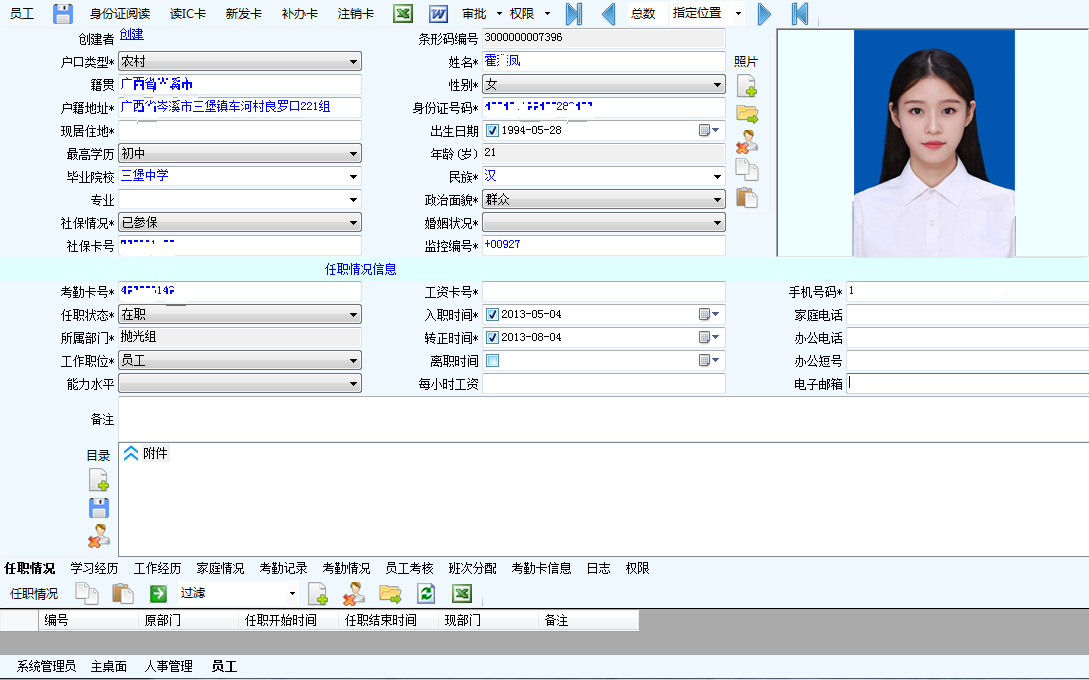 员工 身份证阅读 读IC卡 新发卡 补办卡 注销卡 审批 权限 总数 指定位置
创建者 创建 条形码编号 3000000007396
户口类型* 农村 姓名* 霍 凤 照片
籍贯 广西省 性别* 女
户籍地址* 广西省岑溪市三堡镇车河村良罗口221组 身份证号码*
现居住地* 出生日期 1994-05-28
最高学历 初中 年龄(岁) 21
毕业院校 三堡中学 民族* 汉
专业 政治面貌* 群众
社保情况* 已参保 婚姻状况*
社保卡号 监控编号* +00927
任职情况信息
考勤卡号* 工资卡号* 手机号码* 1
任职状态* 在职 入职时间* 2013-05-04 家庭电话
所属部门* 抛光组 转正时间* 2013-08-04 办公电话
工作职位* 员工 离职时间 办公短号
能力水平 每小时工资 电子邮箱
备注
目录 附件
任职情况 学习经历 工作经历 家庭情况 考勤记录 考勤情况 员工考核 班次分配 考勤卡信息 日志 权限
任职情况 过滤
编号 原部门 任职开始时间 任职结束时间 现部门 备注
系统管理员 主桌面 人事管理 员工